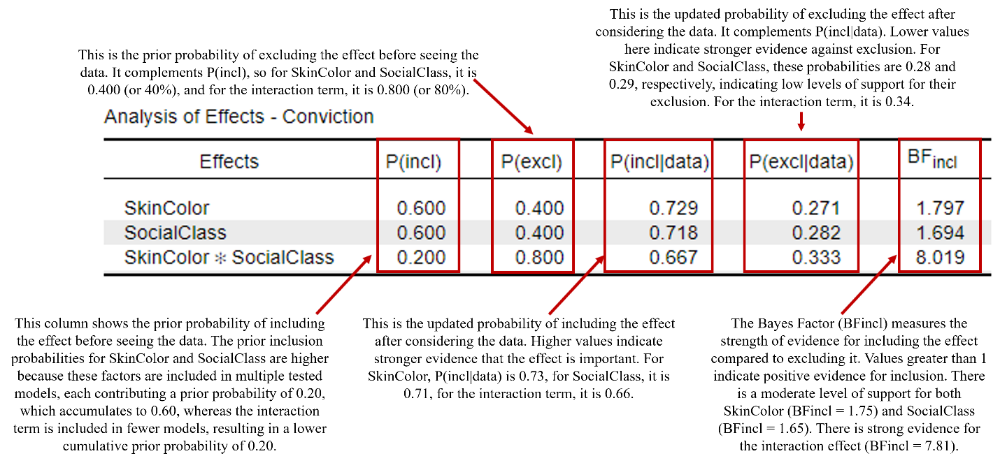 This is the prior probability of excluding the effect before seeing the
data. It complements P(incl), so for SkinColor and SocialClass, it is
0.400 (or 40%), and for the interaction term, it is 0.800 (or 80%).
This is the updated probability of excluding the effect after
considering the data. It complements P(incl|data). Lower values
here indicate stronger evidence against exclusion. For
SkinColor and SocialClass, these probabilities are 0.28 and
0.29, respectively, indicating low levels of support for their
exclusion. For the interaction term, it is 0.34.
Analysis of Effects - Conviction
Effects P(incl) P(excl) P(incl|data) P(excl|data) BFincl
SkinColor 0.600 0.400 0.729 0.271 1.797
SocialClass 0.600 0.400 0.718 0.282 1.694
SkinColor ∗ SocialClass 0.200 0.800 0.667 0.333 8.019
This column shows the prior probability of including
the effect before seeing the data. The prior inclusion
probabilities for SkinColor and SocialClass are higher
because these factors are included in multiple tested
models, each contributing a prior probability of 0.20,
which accumulates to 0.60, whereas the interaction
term is included in fewer models, resulting in a lower
cumulative prior probability of 0.20.
This is the updated probability of including the effect
after considering the data. Higher values indicate
stronger evidence that the effect is important. For
SkinColor, P(incl|data) is 0.73, for SocialClass, it is
0.71, for the interaction term, it is 0.66.
The Bayes Factor (BFincl) measures the
strength of evidence for including the effect
compared to excluding it. Values greater than 1
indicate positive evidence for inclusion. There
is a moderate level of support for both
SkinColor (BFincl = 1.75) and SocialClass
(BFincl = 1.65). There is strong evidence for
the interaction effect (BFincl = 7.81).